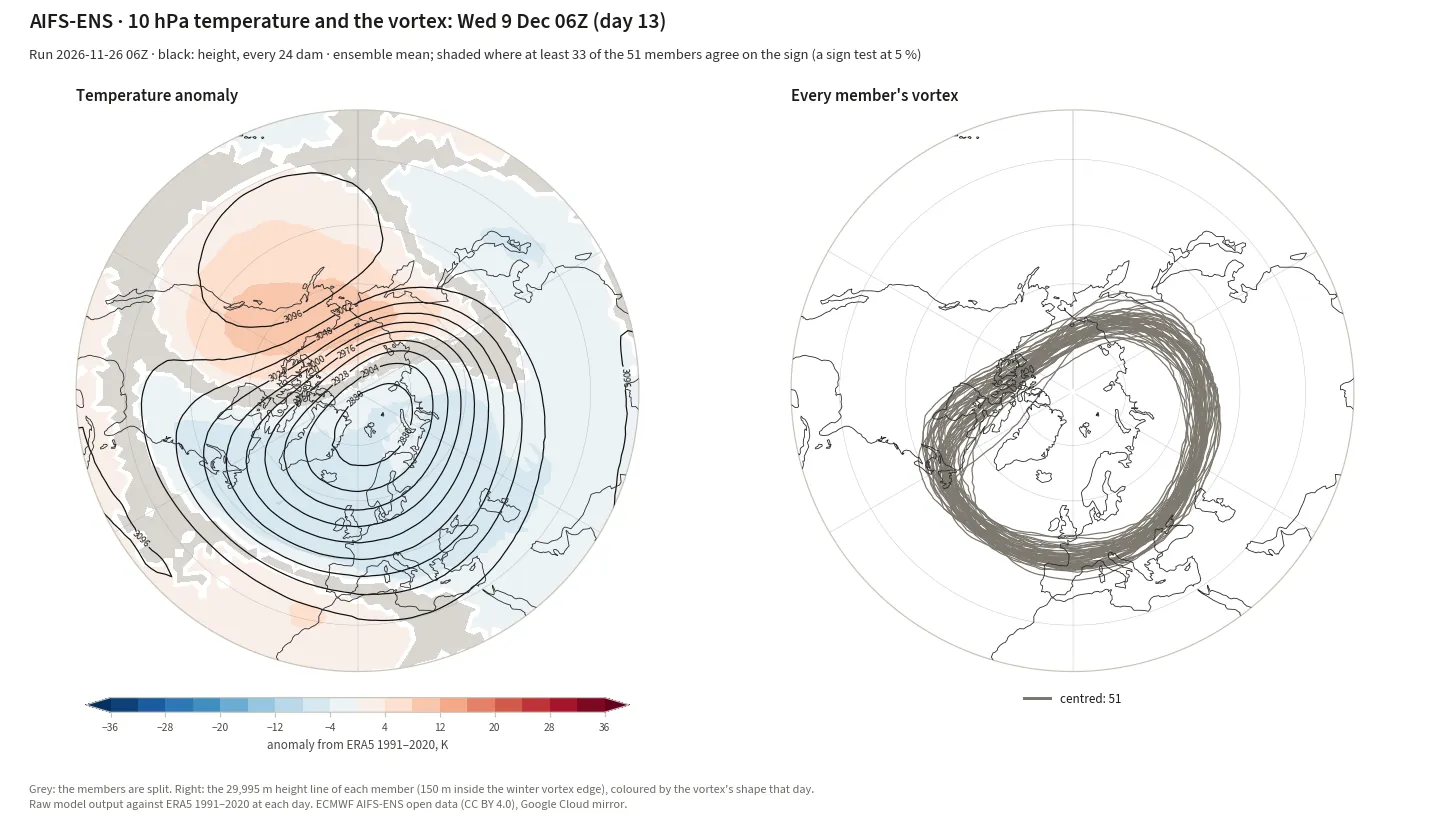 AIFS-ENS · 10 hPa temperature and the vortex: Wed 9 Dec 06Z (day 13)
Run 2026-11-26 06Z · black: height, every 24 dam · ensemble mean; shaded where at least 33 of the 51 members agree on the sign (a sign test at 5 %)
Temperature anomaly
Every member's vortex
3096
3048
3000
2976
2928
2904
2880
3096
3096
centred: 51
−36 −28 −20 −12 −4 4 12 20 28 36
anomaly from ERA5 1991–2020, K
Grey: the members are split. Right: the 29,995 m height line of each member (150 m inside the winter vortex edge), coloured by the vortex's shape that day.
Raw model output against ERA5 1991–2020 at each day. ECMWF AIFS-ENS open data (CC BY 4.0), Google Cloud mirror.